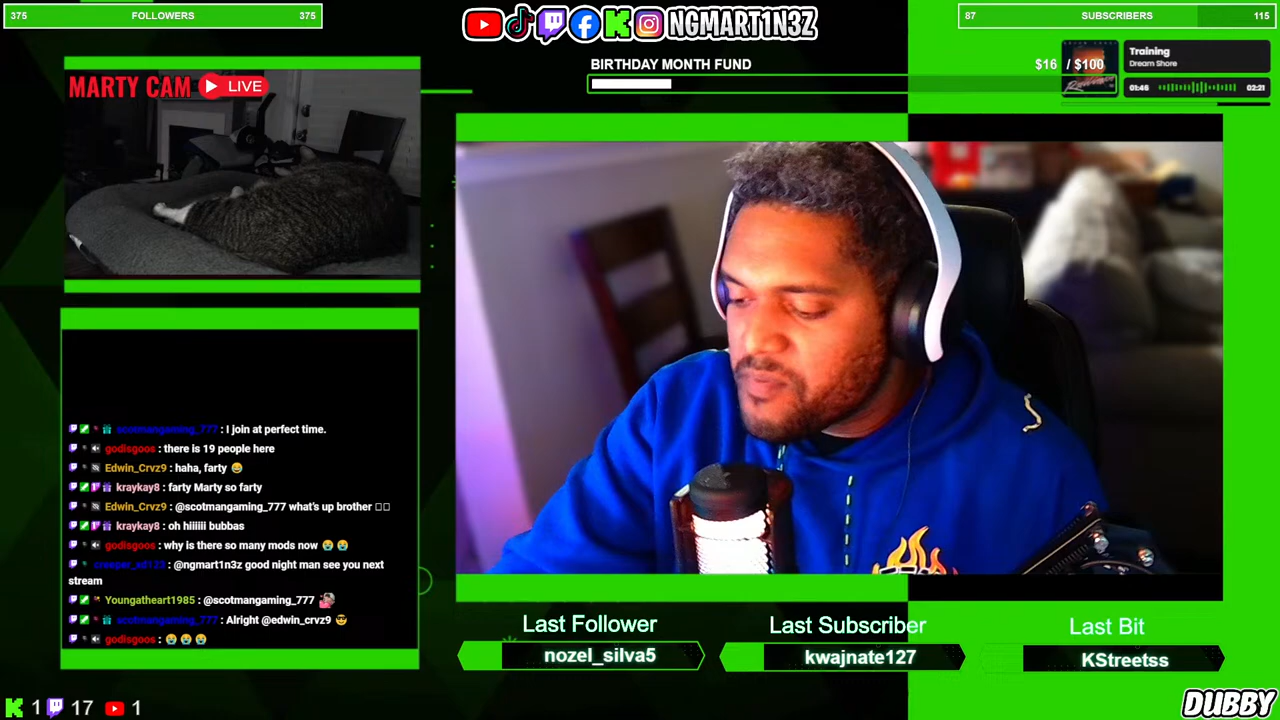 375 FOLLOWERS 375
NGMART1N3Z
87 SUBSCRIBERS 115
BIRTHDAY MONTH FUND
$16 / $100
Training
Dream Shore
01:46 02:21
MARTY CAM LIVE
scotmangaming_777 : I join at perfect time.
godisgoos : there is 19 people here
Edwin_Crvz9 : haha, farty 😅
kraykay8 : farty Marty so farty
Edwin_Crvz9 : @scotmangaming_777 what's up brother
kraykay8 : oh hiiiiii bubbas
godisgoos : why is there so many mods now 😭 😭
: @ngmart1n3z good night man see you next
stream
Youngatheart1985 : @scotmangaming_777
scotmangaming_777 : Alright @edwin_crvz9 😎
godisgoos : 😭 😭 😭
Last Follower
nozel_silva5
Last Subscriber
kwajnate127
Last Bit
KStreetss
1 17 1
DUBBY